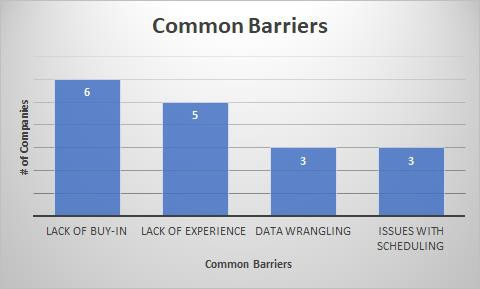 Common Barriers
# of Companies
6
5
3
3
LACK OF BUY-IN
LACK OF EXPERIENCE
DATA WRANGLING
ISSUES WITH
SCHEDULING
Common Barriers